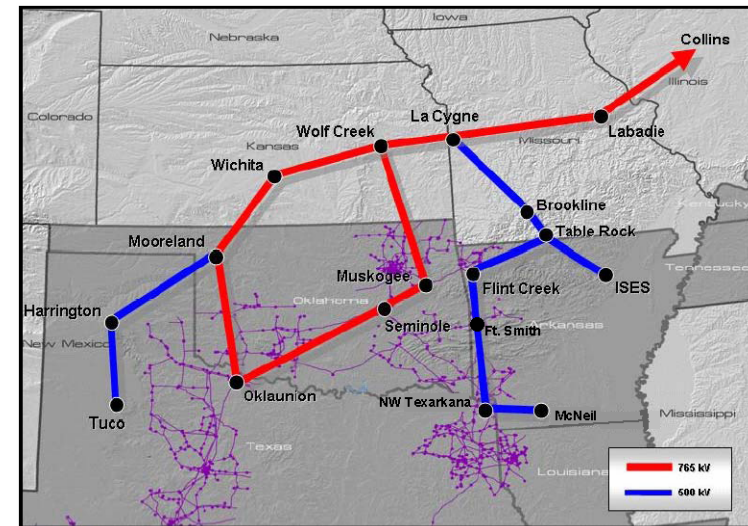 Iowa
Nebraska
Collins
Illinois
Colorado
La Cygne
Labadie
Wolf Creek
Kansas
Missouri
Wichita
Brookline
Kentucky
Table Rock
Mooreland
Tennessee
Muskogee
Flint Creek
ISES
Oklahoma
Harrington
Seminole
Ft. Smith
Arkansas
New Mexico
Oklaunion
NW Texarkana
McNeil
Tuco
Mississippi
Texas
Louisiana
765 kV
500 kV